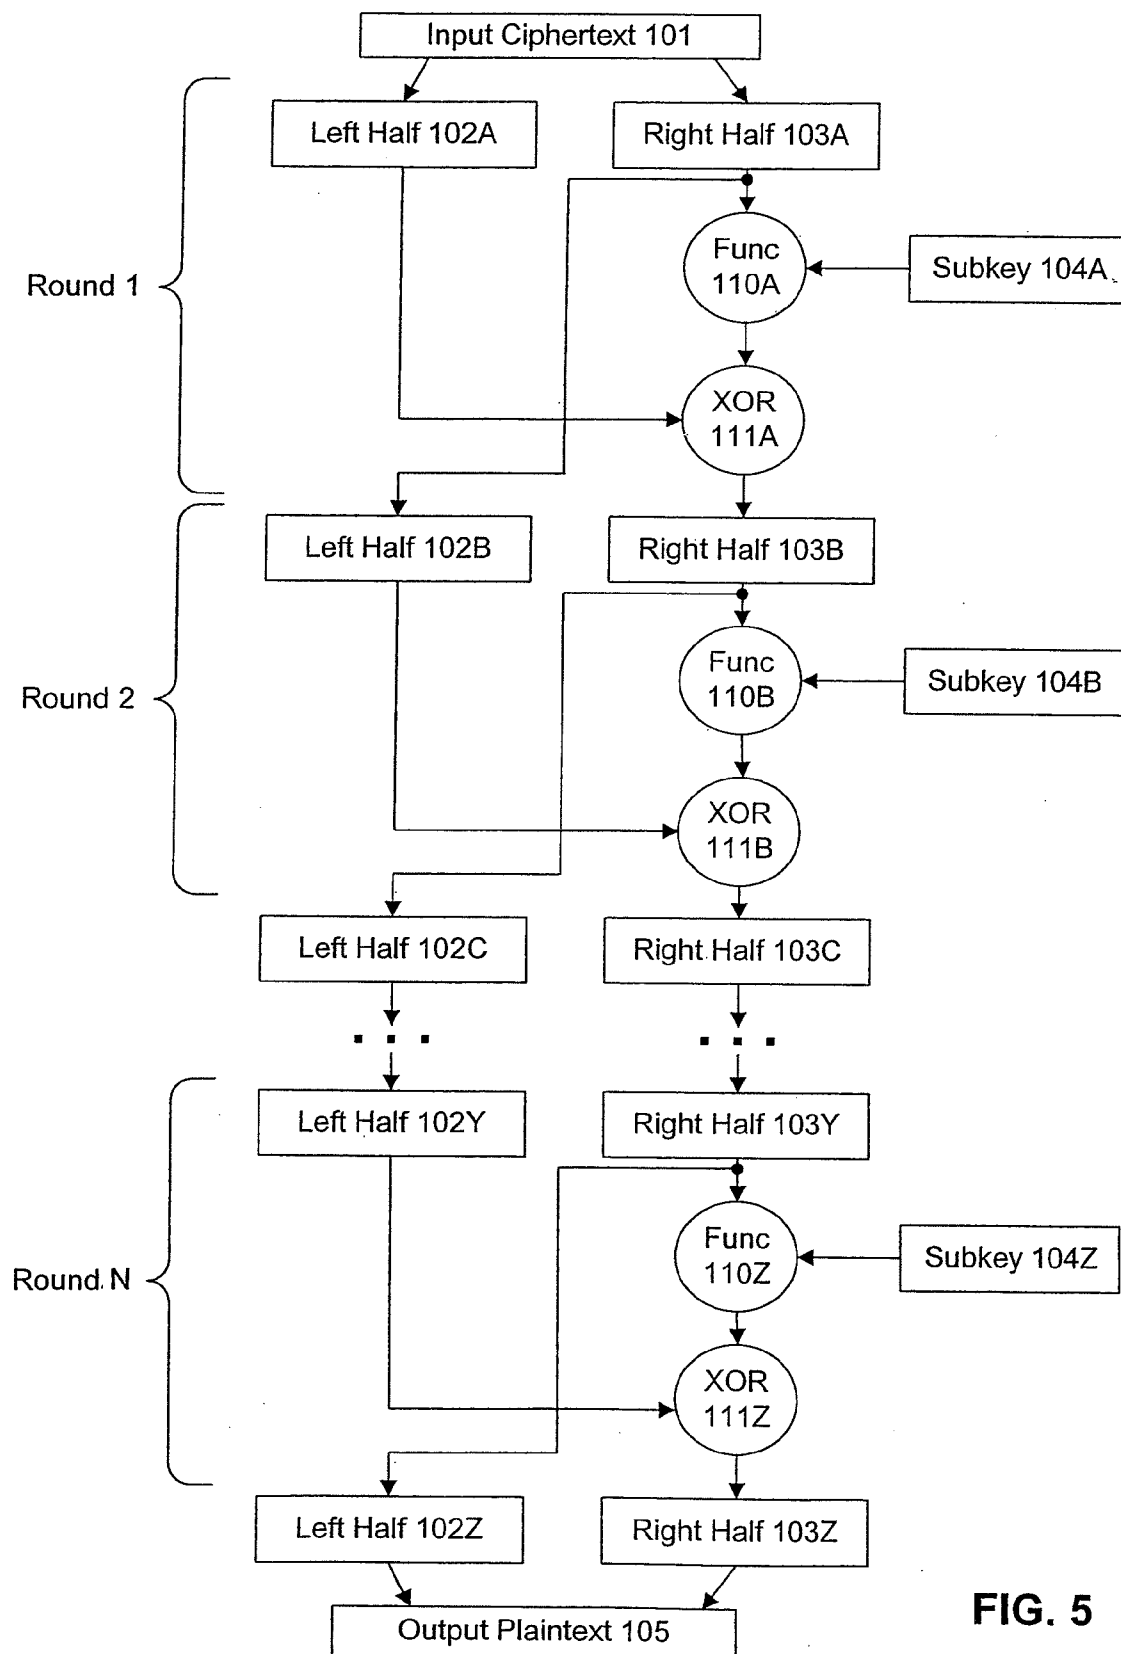 Input Ciphertext 101
Left Half 102A
Right Half 103A
Func
110A
Subkey 104A
Round 1
XOR
111A
Left Half 102B
Right Half 103B
Func
110B
Subkey 104B
Round 2
XOR
111B
Left Half 102C
Right Half 103C
. . .
. . .
Left Half 102Y
Right Half 103Y
Func
110Z
Subkey 104Z
Round N
XOR
111Z
Left Half 102Z
Right Half 103Z
Output Plaintext 105
FIG. 5